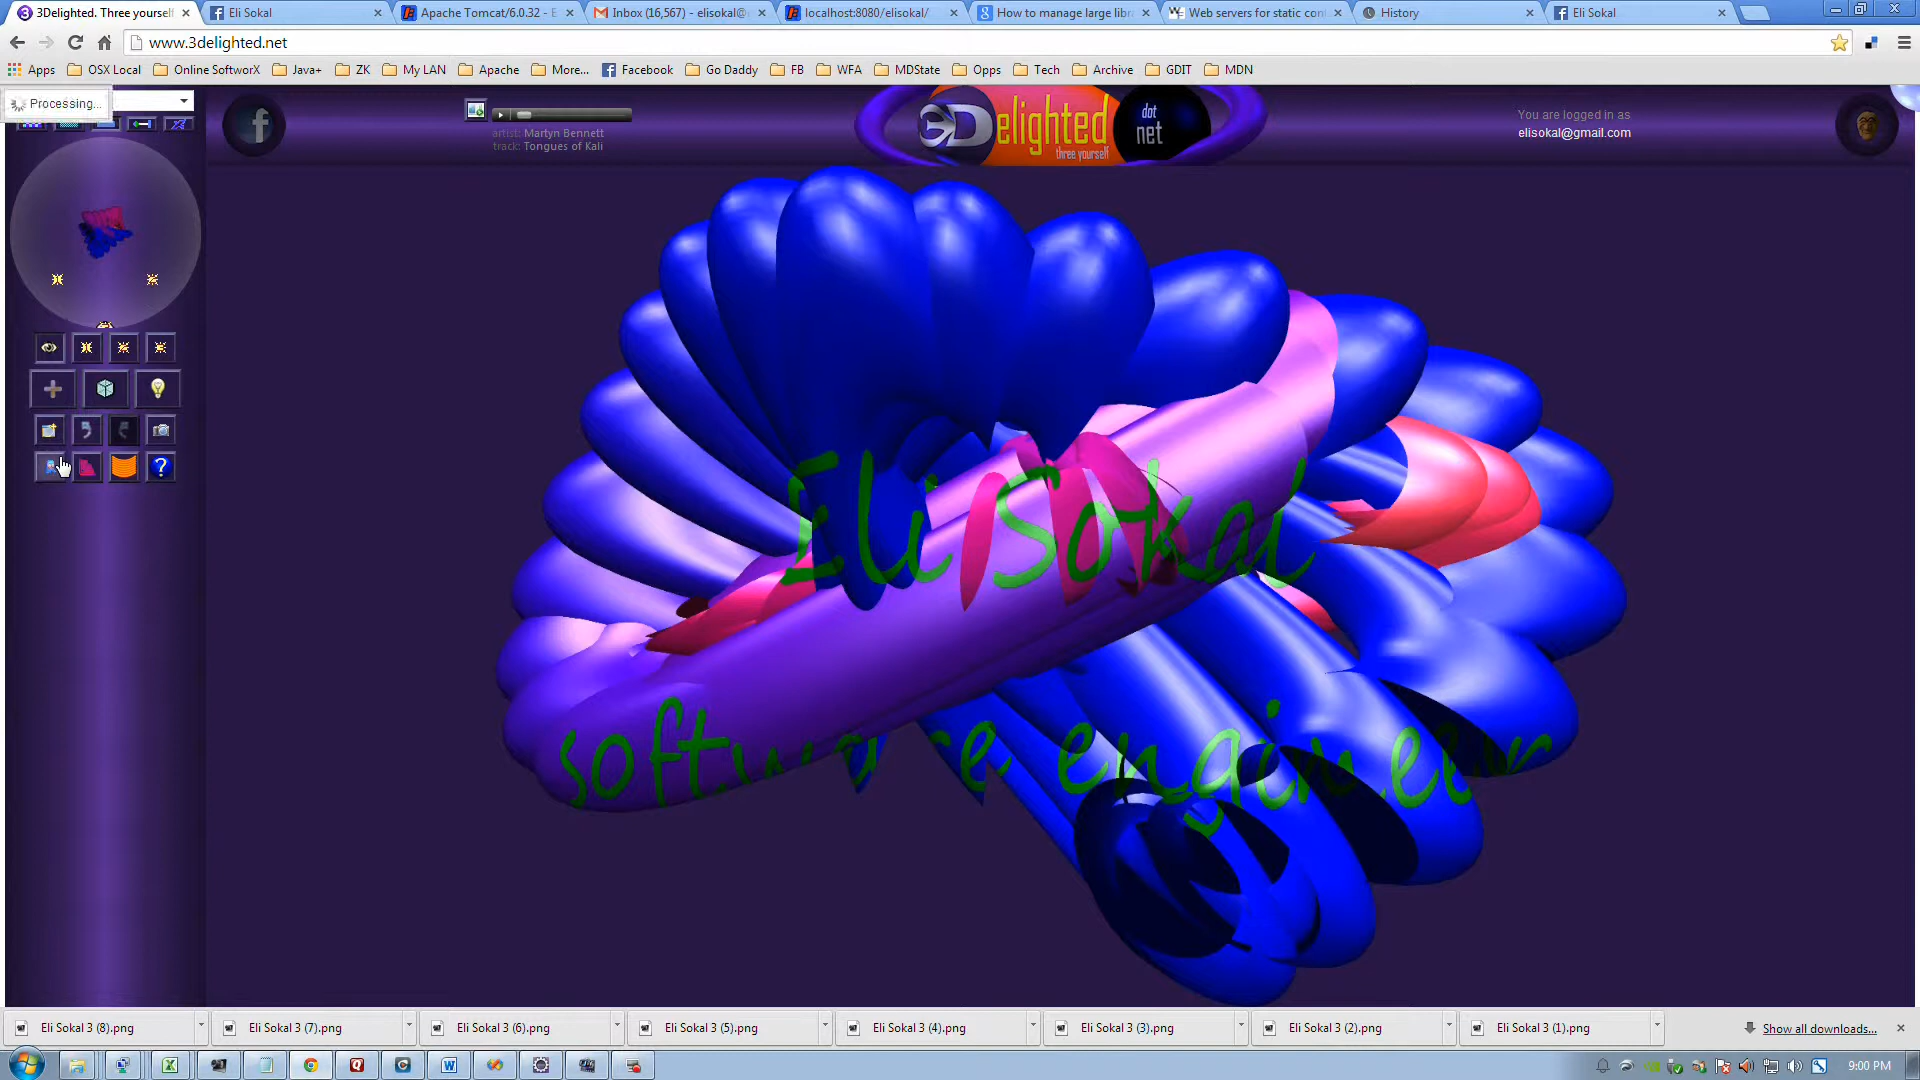 3Delighted. Three yourself
Eli Sokal
Apache Tomcat/6.0.32 - E
Inbox (16,567) - elisokal@
localhost:8080/elisokal/
How to manage large libr
Web servers for static con
History
Eli Sokal
www.3delighted.net
Apps
OSX Local
Online SoftworX
Java+
ZK
My LAN
Apache
More...
Facebook
Go Daddy
FB
WFA
MDState
Opps
Tech
Archive
GDIT
MDN
Processing...
artist: Martyn Bennett
track: Tongues of Kali
3Delighted
three yourself
dot
net
You are logged in as
elisokal@gmail.com
Eli Sokal
software engineer
Eli Sokal 3 (8).png
Eli Sokal 3 (7).png
Eli Sokal 3 (6).png
Eli Sokal 3 (5).png
Eli Sokal 3 (4).png
Eli Sokal 3 (3).png
Eli Sokal 3 (2).png
Eli Sokal 3 (1).png
Show all downloads...
9:00 PM